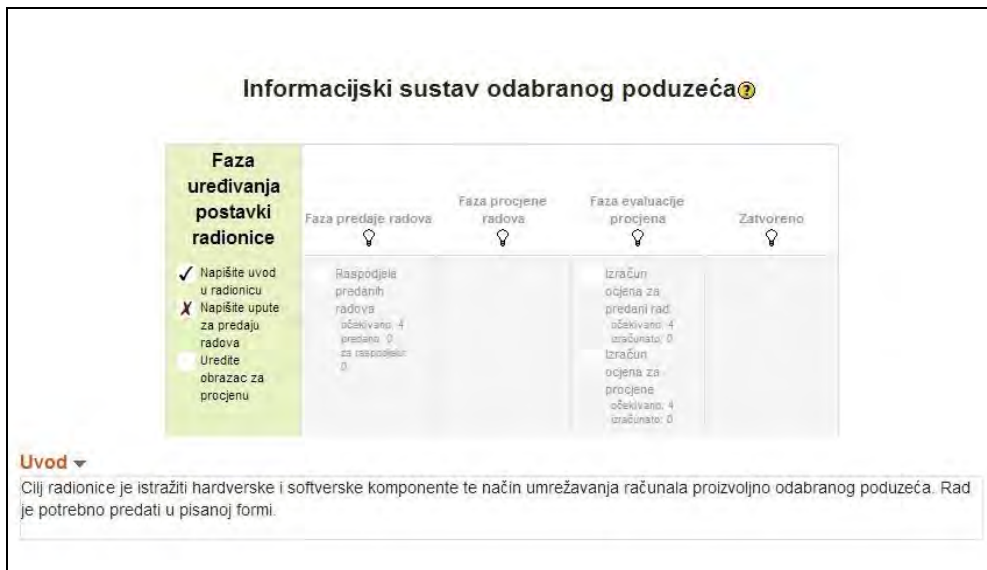 Informacijski sustav odabranog poduzeća
Faza
uređivanja
postavki
radionice
Napišite uvod
u radionicu
Napišite upute
za predaju
radova
Uredite
obrazac za
procjenu
Faza predaje radova
Raspodjela
predanih
radova
očekivano: 4
predano: 0
za raspodjelu:
0
Faza procjene
radova
Faza evaluacije
procjena
Izračun
ocjena za
predani rad
očekivano: 4
izračunato: 0
Izračun
ocjena za
procjene
očekivano: 4
izračunato: 0
Zatvoreno
Uvod
Cilj radionice je istražiti hardverske i softverske komponente te način umrežavanja računala proizvoljno odabranog poduzeća. Rad
je potrebno predati u pisanoj formi.